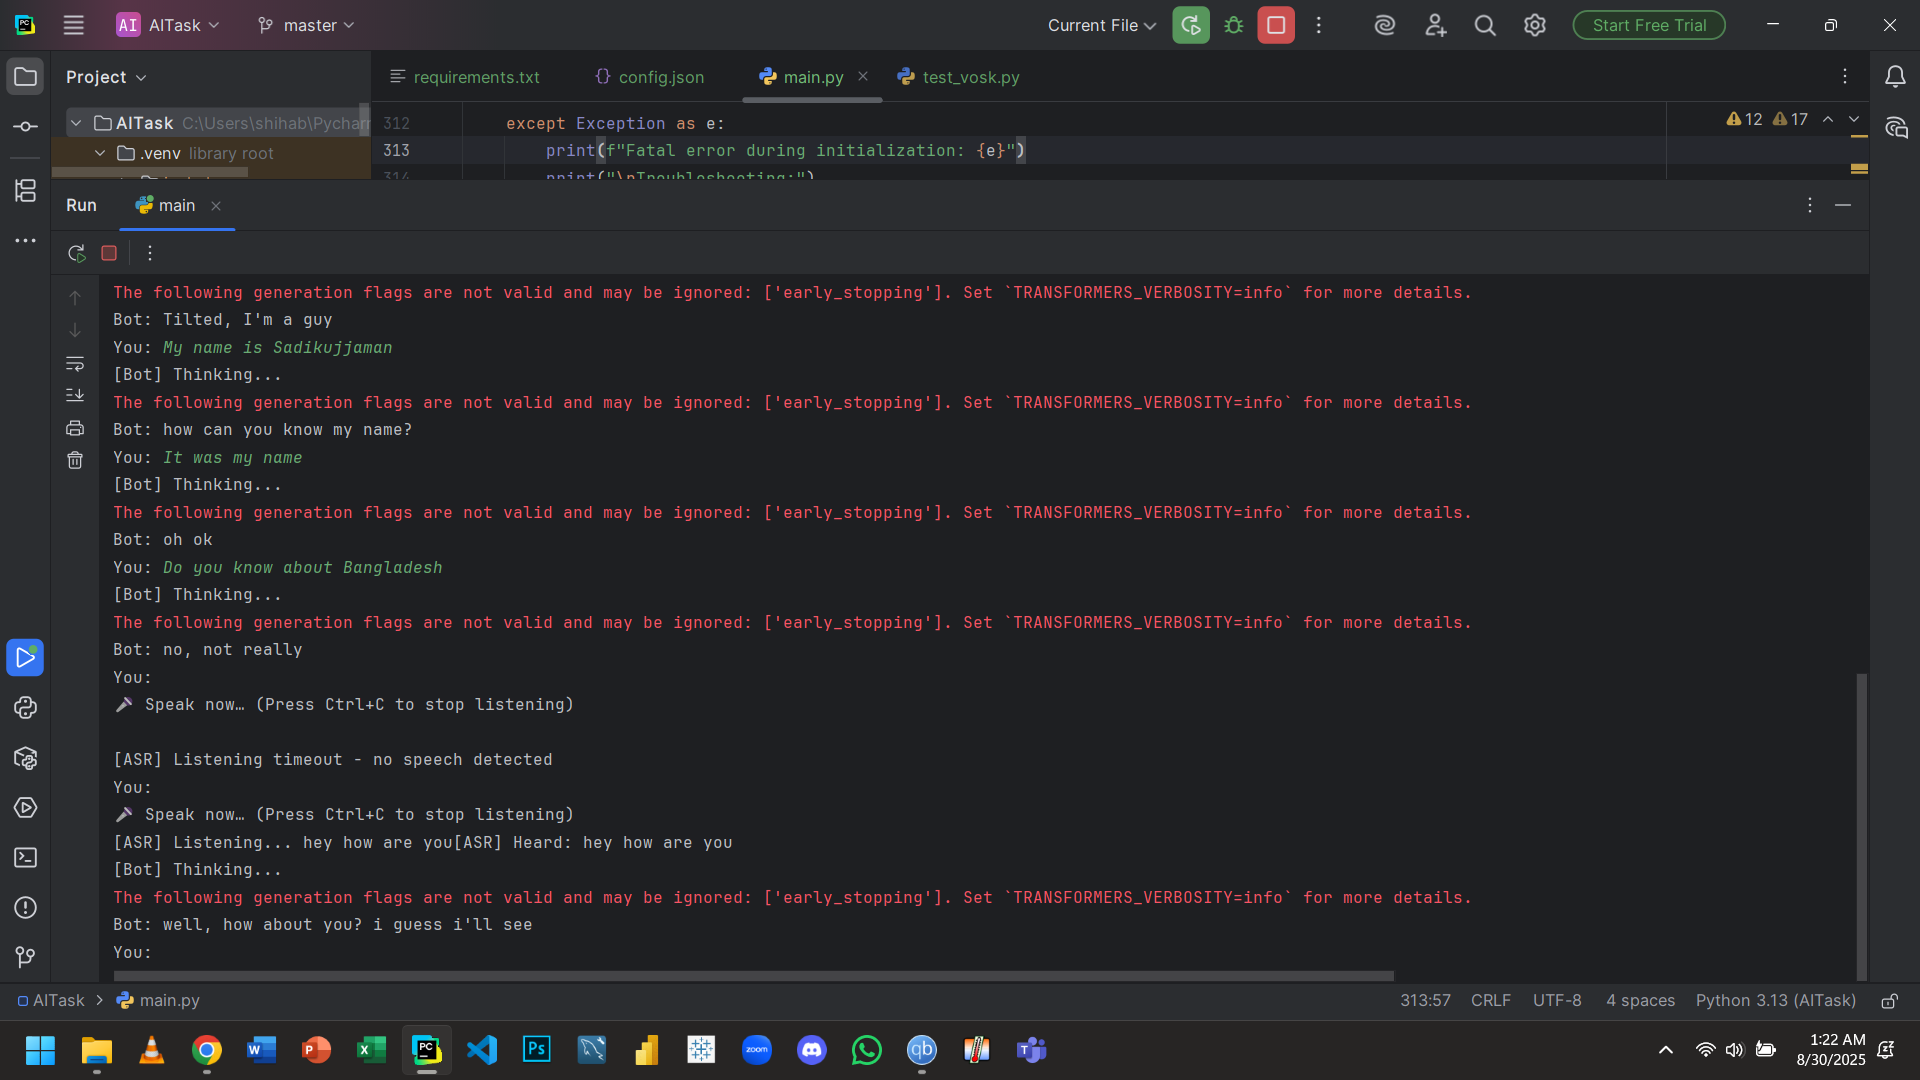 PC
AI AITask
master
Current File
Start Free Trial
Project
requirements.txt
config.json
main.py
test_vosk.py
AITask C:\Users\shihab\Pycharm
.venv library root
312 except Exception as e:
313 print(f"Fatal error during initialization: {e}")
314 print("\nTroubleshooting:")
12 17
Run main
The following generation flags are not valid and may be ignored: ['early_stopping']. Set `TRANSFORMERS_VERBOSITY=info` for more details.
Bot: Tilted, I'm a guy
You: My name is Sadikujjaman
[Bot] Thinking...
The following generation flags are not valid and may be ignored: ['early_stopping']. Set `TRANSFORMERS_VERBOSITY=info` for more details.
Bot: how can you know my name?
You: It was my name
[Bot] Thinking...
The following generation flags are not valid and may be ignored: ['early_stopping']. Set `TRANSFORMERS_VERBOSITY=info` for more details.
Bot: oh ok
You: Do you know about Bangladesh
[Bot] Thinking...
The following generation flags are not valid and may be ignored: ['early_stopping']. Set `TRANSFORMERS_VERBOSITY=info` for more details.
Bot: no, not really
You:
🎤 Speak now… (Press Ctrl+C to stop listening)
[ASR] Listening timeout - no speech detected
You:
🎤 Speak now… (Press Ctrl+C to stop listening)
[ASR] Listening... hey how are you[ASR] Heard: hey how are you
[Bot] Thinking...
The following generation flags are not valid and may be ignored: ['early_stopping']. Set `TRANSFORMERS_VERBOSITY=info` for more details.
Bot: well, how about you? i guess i'll see
You:
AITask > main.py
313:57 CRLF UTF-8 4 spaces Python 3.13 (AITask)
W P X PC Ps zoom qb T
1:22 AM
8/30/2025